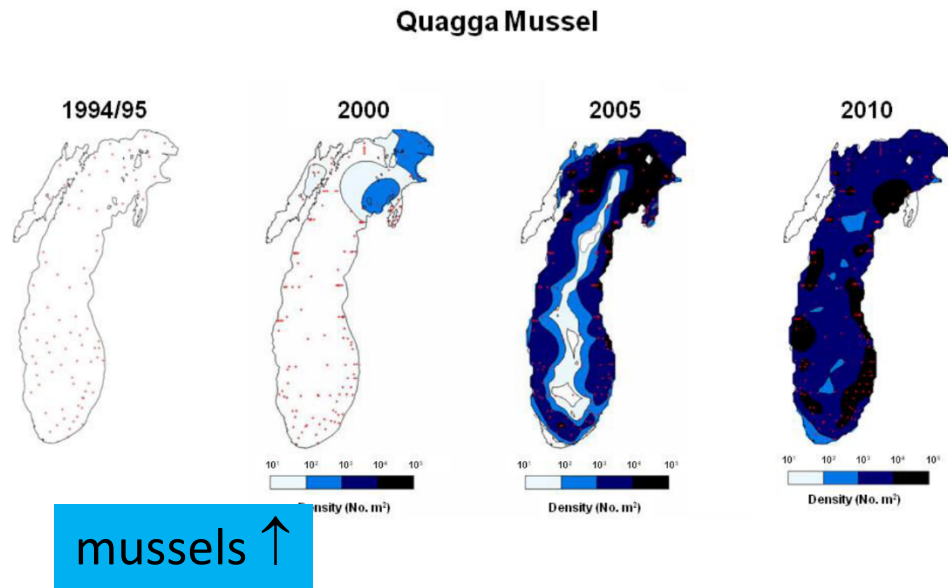 Quagga Mussel
1994/95
2000
2005
2010
10¹ 10² 10³ 10⁴ 10⁵
10¹ 10² 10³ 10⁴ 10⁵
10¹ 10² 10³ 10⁴ 10⁵
Density (No. m²)
Density (No. m²)
Density (No. m²)
mussels ↑